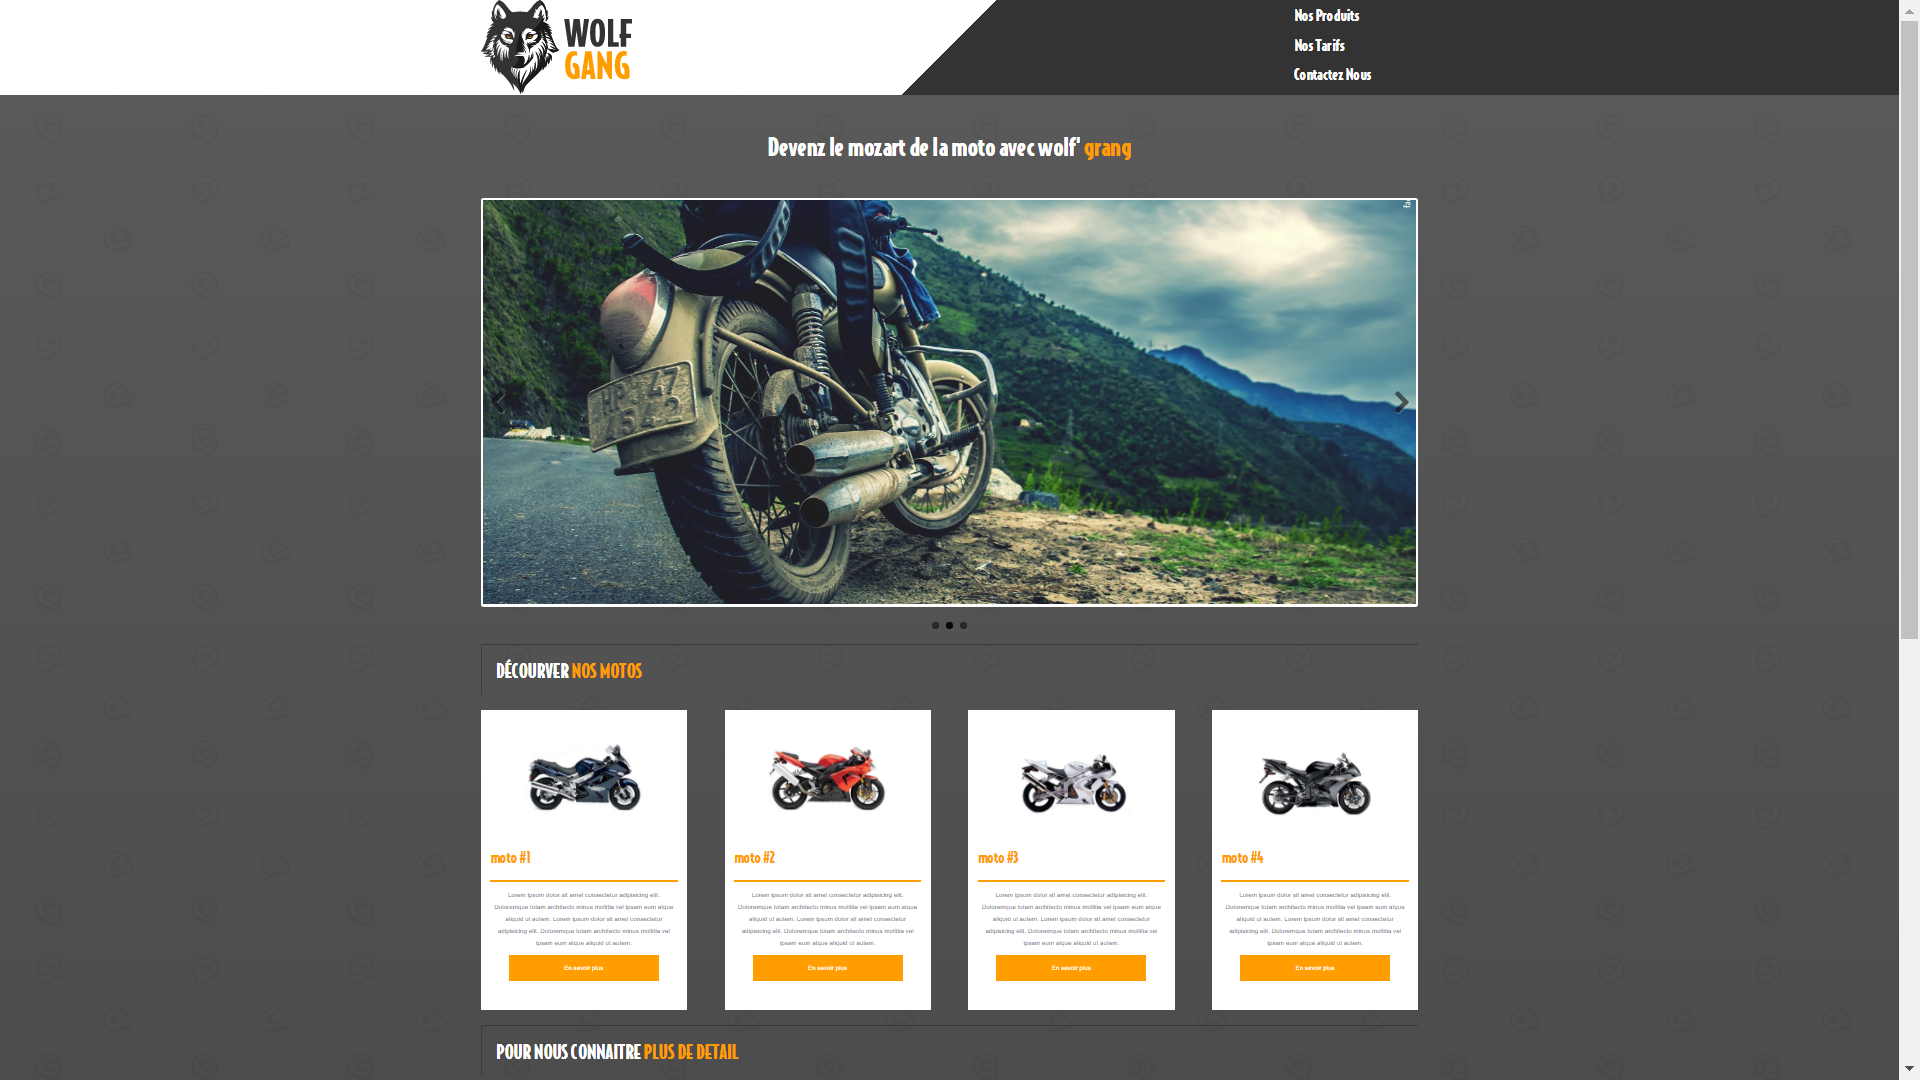 WOLF
GANG
Nos Produits
Nos Tarifs
Contactez Nous
Devenz le mozart de la moto avec wolf' grang
DÉCOURVER NOS MOTOS
moto #1
Lorem ipsum dolor sit amet consectetur adipisicing elit.
Doloremque totam architecto minus mollitia vel ipsam eum atque
aliquid ut autem. Lorem ipsum dolor sit amet consectetur
adipisicing elit. Doloremque totam architecto minus mollitia vel
ipsam eum atque aliquid ut autem.
En savoir plus
moto #2
Lorem ipsum dolor sit amet consectetur adipisicing elit.
Doloremque totam architecto minus mollitia vel ipsam eum atque
aliquid ut autem. Lorem ipsum dolor sit amet consectetur
adipisicing elit. Doloremque totam architecto minus mollitia vel
ipsam eum atque aliquid ut autem.
En savoir plus
moto #3
Lorem ipsum dolor sit amet consectetur adipisicing elit.
Doloremque totam architecto minus mollitia vel ipsam eum atque
aliquid ut autem. Lorem ipsum dolor sit amet consectetur
adipisicing elit. Doloremque totam architecto minus mollitia vel
ipsam eum atque aliquid ut autem.
En savoir plus
moto #4
Lorem ipsum dolor sit amet consectetur adipisicing elit.
Doloremque totam architecto minus mollitia vel ipsam eum atque
aliquid ut autem. Lorem ipsum dolor sit amet consectetur
adipisicing elit. Doloremque totam architecto minus mollitia vel
ipsam eum atque aliquid ut autem.
En savoir plus
POUR NOUS CONNAITRE PLUS DE DETAIL